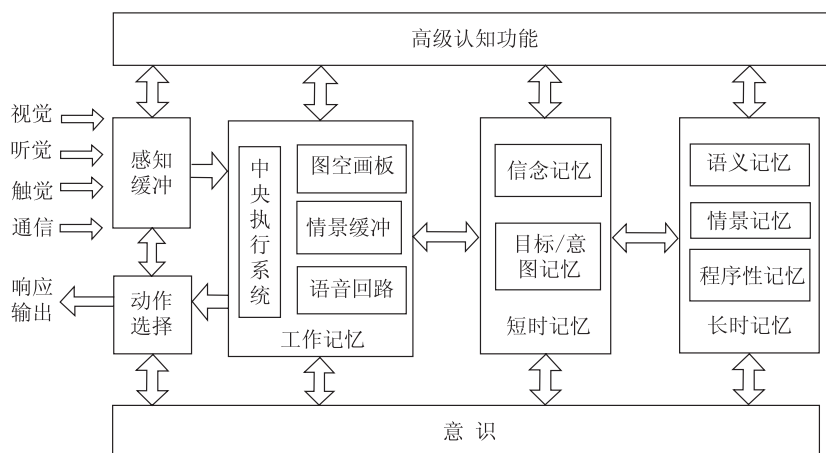 高级认知功能
视觉
听觉
触觉
通信
感知
缓冲
中央执行系统
图空画板
情景缓冲
语音回路
工作记忆
信念记忆
目标/意
图记忆
短时记忆
语义记忆
情景记忆
程序性记忆
长时记忆
响应
输出
动作
选择
意 识